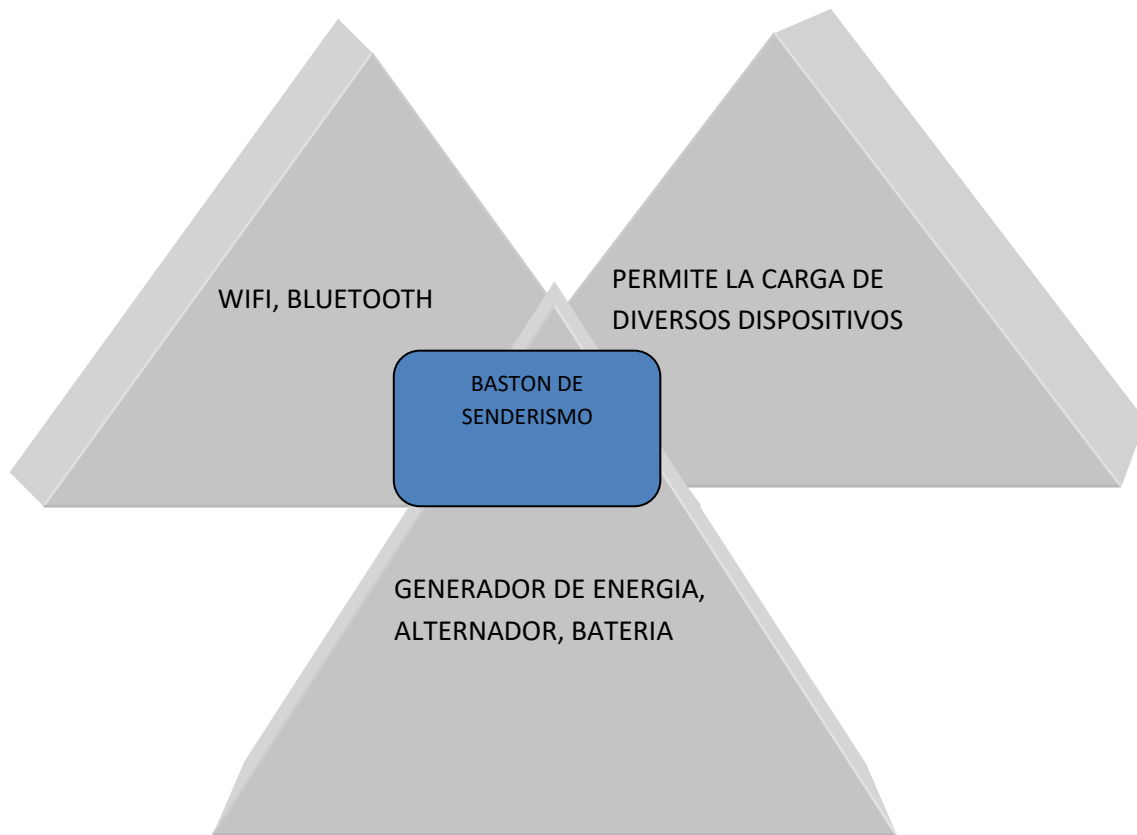 WIFI, BLUETOOTH
PERMITE LA CARGA DE
DIVERSOS DISPOSITIVOS
BASTON DE
SENDERISMO
GENERADOR DE ENERGIA,
ALTERNADOR, BATERIA